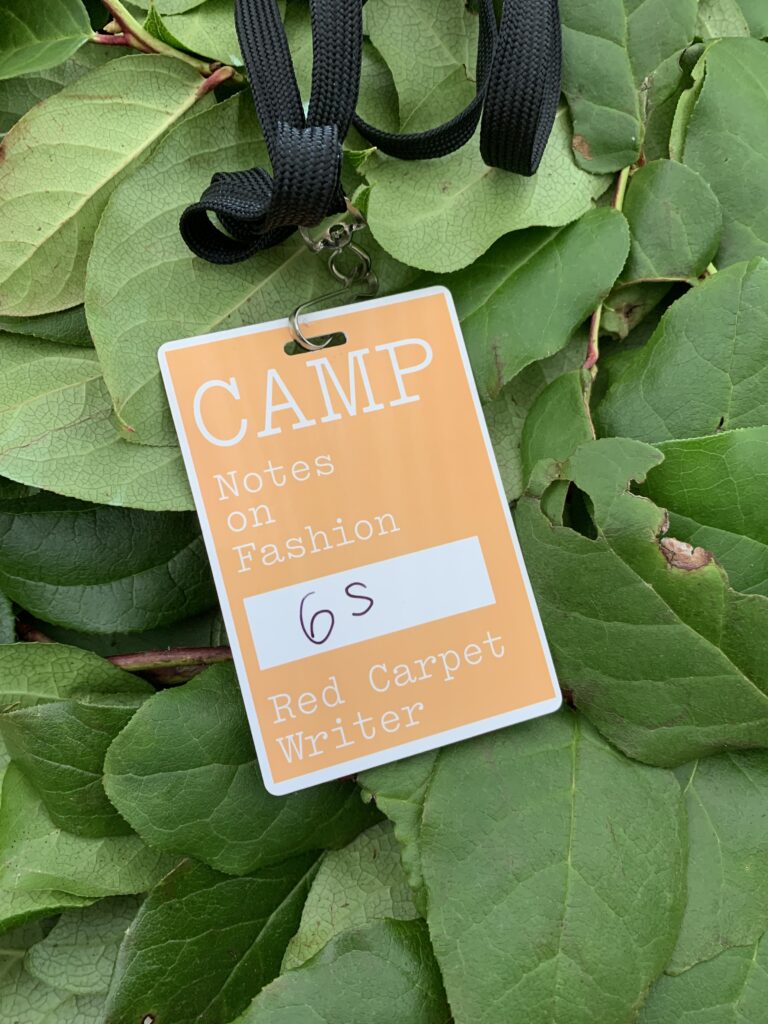 CAMP
Notes
on
Fashion
6s
Red Carpet
Writer